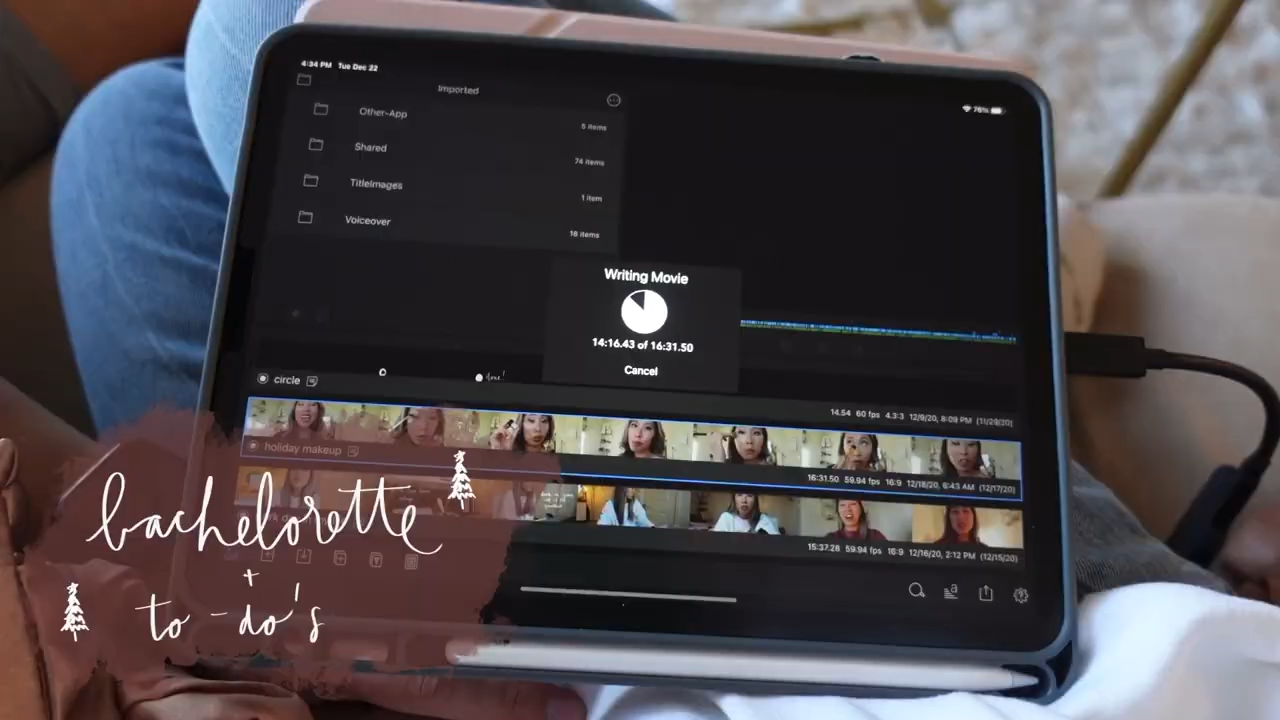 4:34 PM Tue Dec 22
76%
Imported
Other-App
5 items
Shared
74 items
TitleImages
1 item
Voiceover
18 items
Writing Movie
14:16.43 of 16:31.50
Cancel
done!
circle
14.54 60 fps 4:3:3 12/9/20, 8:09 PM (11/29/20)
holiday makeup
16:31.50 59.94 fps 16:9 12/18/20, 6:43 AM (12/17/20)
15:37.28 59.94 fps 16:9 12/16/20, 2:12 PM (12/15/20)
bachelorette
+
to-do's